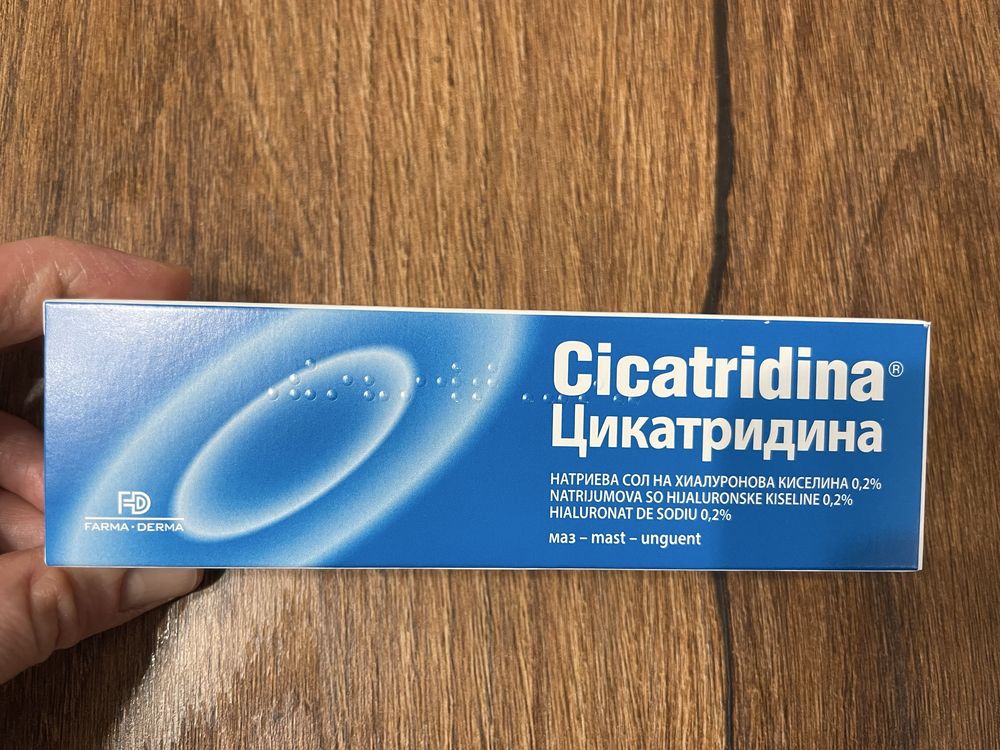 Cicatridina®
Цикатридина
НАТРИЕВА СОЛ НА ХИАЛУРОНОВА КИСЕЛИНА 0,2%
NATRIJUMOVA SO HIJALURONSKE KISELINE 0,2%
HIALURONAT DE SODIU 0,2%
маз – mast – unguent
FD
FARMA·DERMA